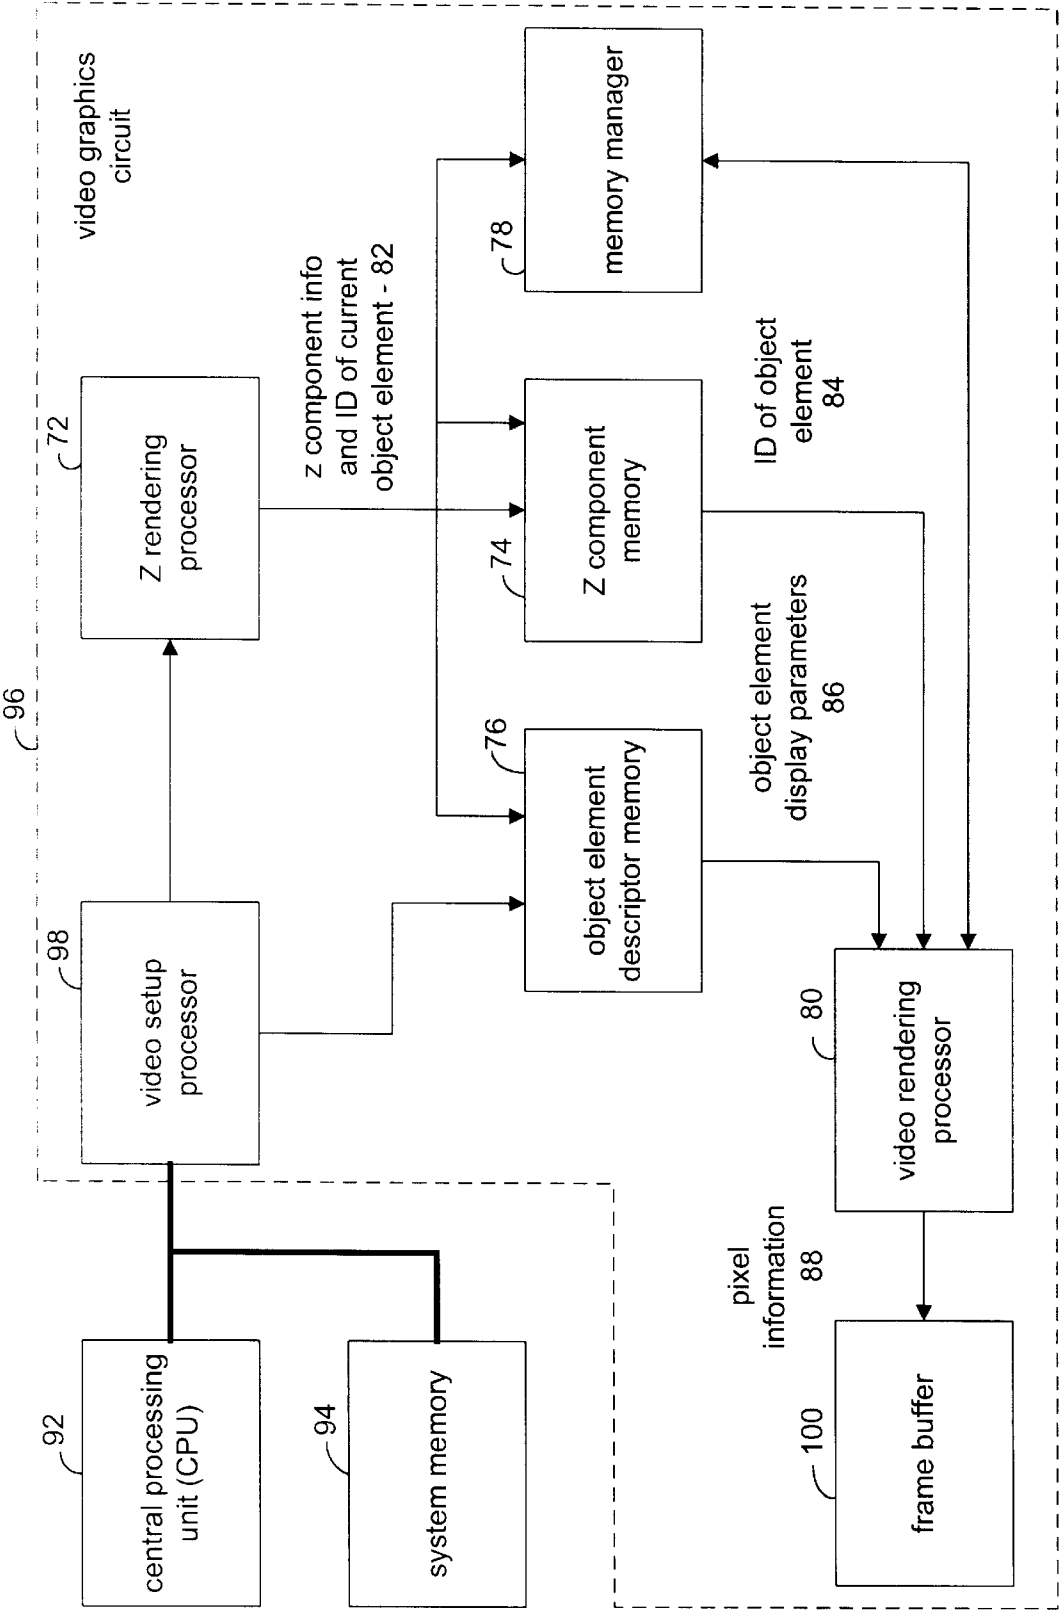 96
video graphics
circuit
92
central processing
unit (CPU)
98
video setup
processor
72
Z rendering
processor
94
system memory
z component info
and ID of current
object element - 82
76
object element
descriptor memory
74
Z component
memory
78
memory manager
pixel
information
88
object element
display parameters
86
ID of object
element
84
100
frame buffer
80
video rendering
processor